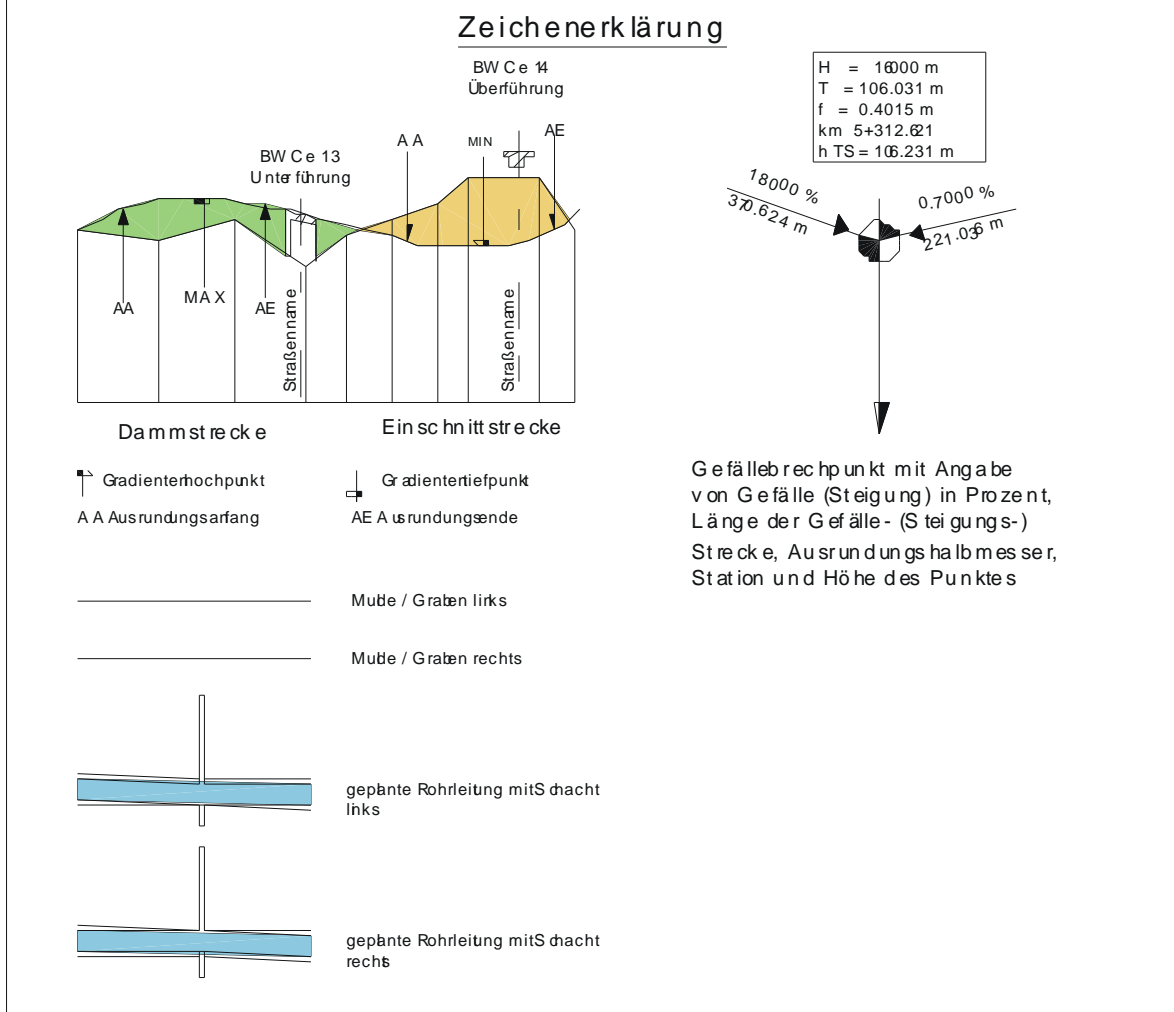 Zeichenerklärung
BW Ce 14
Überführung
BW Ce 13
Unterführung
AA
MIN
AE
AA
MAX
AE
Straßenname
Straßenname
Dammstrecke
Einschnittstrecke
Gradientenhochpunkt
Gradiententiefpunkt
AA Ausrundungsanfang
AE Ausrundungsende
Mulde / Graben links
Mulde / Graben rechts
geplante Rohrleitung mit Schacht
links
geplante Rohrleitung mit Schacht
rechts
H = 16000 m
T = 106.031 m
f = 0.4015 m
km 5+312.621
h TS = 106.231 m
18000 %
370.624 m
0.7000 %
Gefällebrechpunkt mit Angabe
von Gefälle (Steigung) in Prozent,
Länge der Gefälle- (Steigungs-)
Strecke, Ausrundungshalbmesser,
Station und Höhe des Punktes